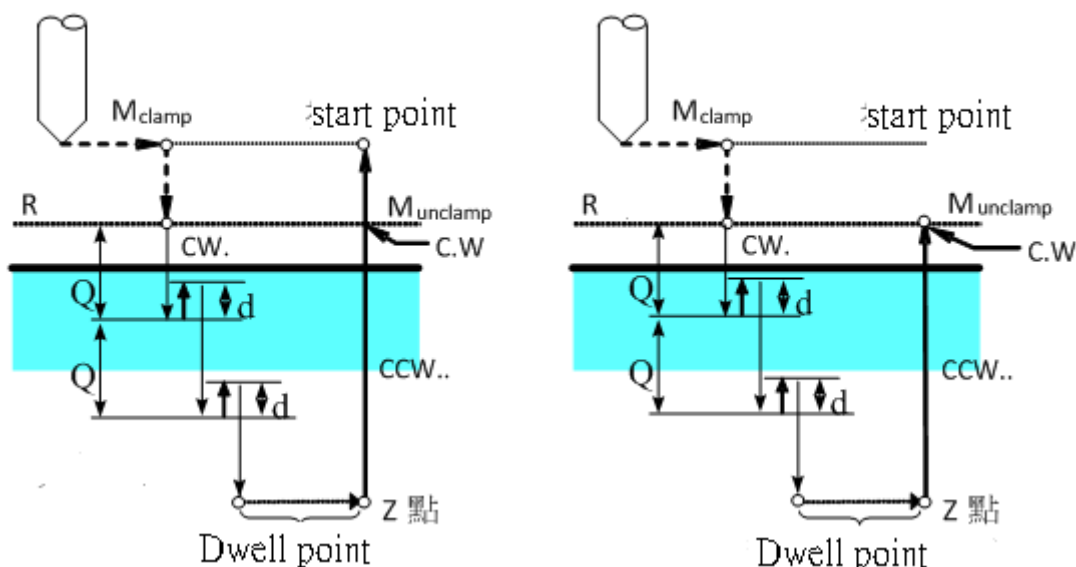 Mclamp
start point
R
Munclamp
CW.
C.W
Q
d
Q
CCW..
d
Z 點
Dwell point
Mclamp
start point
R
Munclamp
CW.
C.W
Q
d
Q
CCW..
d
Z 點
Dwell point